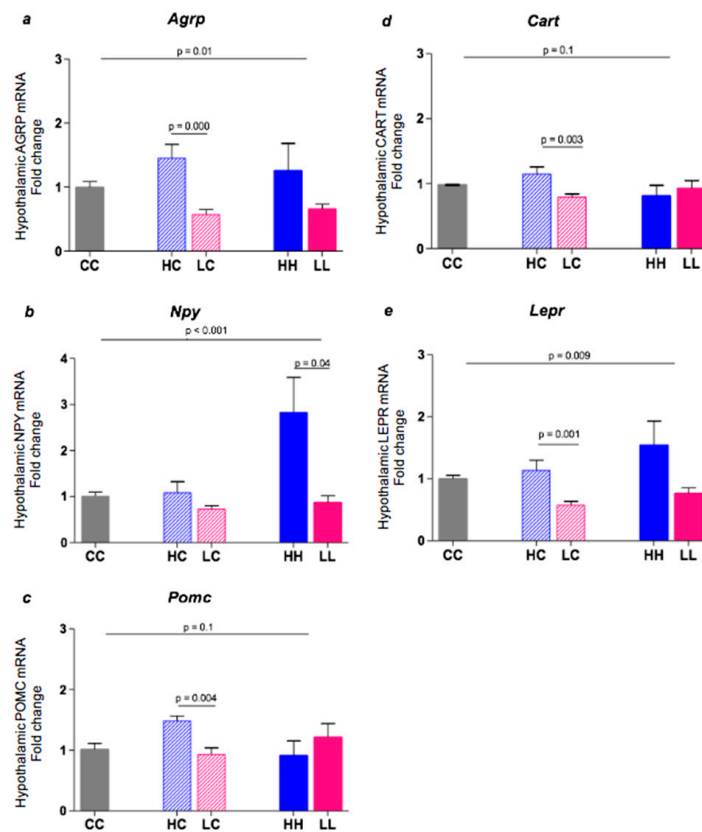 a
Agrp
p = 0.01
Hypothalamic AGRP mRNA
Fold change
3
2
1
0
p = 0.000
CC
HC
LC
HH
LL
b
Npy
p < 0.001
Hypothalamic NPY mRNA
Fold change
4
3
2
1
0
p = 0.04
CC
HC
LC
HH
LL
c
Pomc
p = 0.1
Hypothalamic POMC mRNA
Fold change
3
2
1
0
p = 0.004
CC
HC
LC
HH
LL
d
Cart
p = 0.1
Hypothalamic CART mRNA
Fold change
3
2
1
0
p = 0.003
CC
HC
LC
HH
LL
e
Lepr
p = 0.009
Hypothalamic LEPR mRNA
Fold change
3
2
1
0
p = 0.001
CC
HC
LC
HH
LL